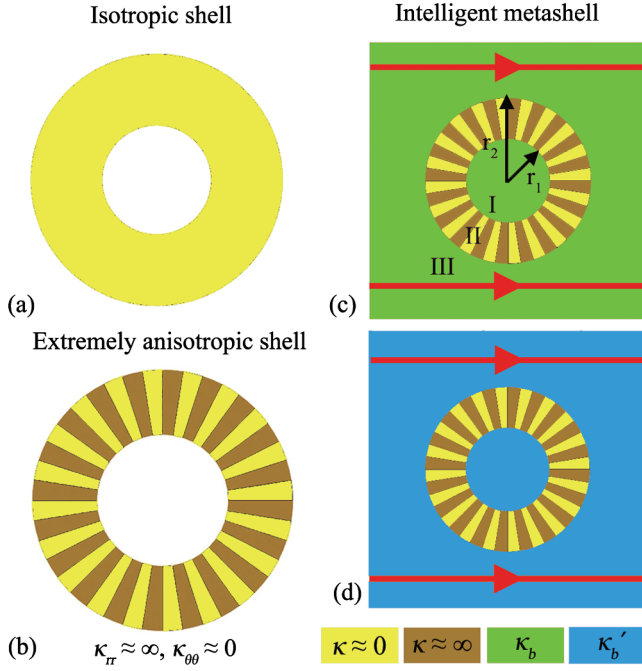 Isotropic shell
(a)
Extremely anisotropic shell
(b)
κrr ≈ ∞, κθθ ≈ 0
Intelligent metashell
r2
r1
I
II
III
(c)
(d)
κ ≈ 0
κ ≈ ∞
κb
κb′